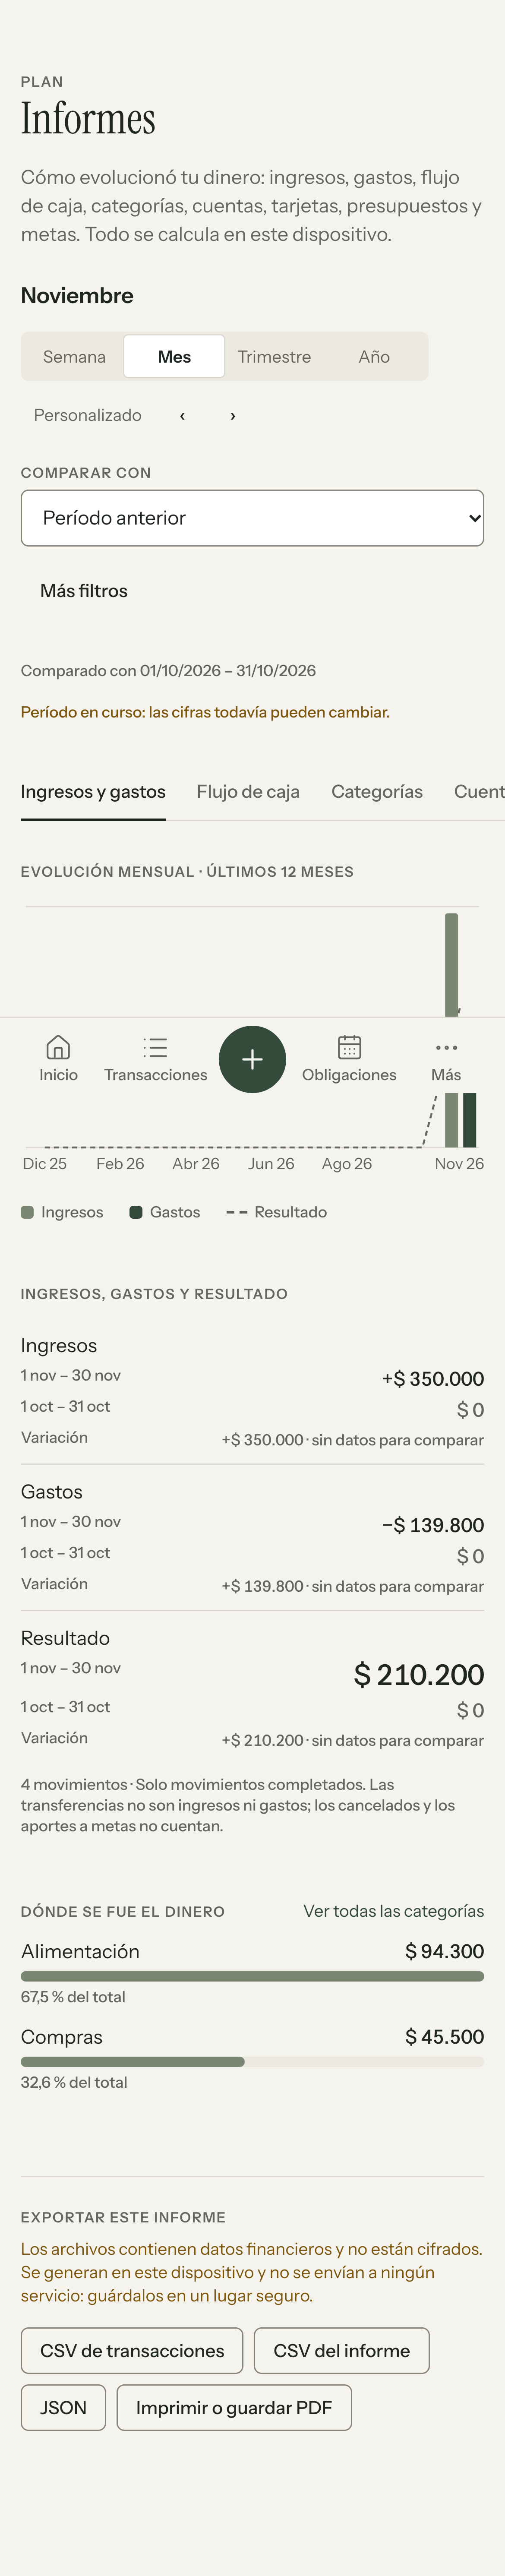 PLAN
Informes
Cómo evolucionó tu dinero: ingresos, gastos, flujo
de caja, categorías, cuentas, tarjetas, presupuestos y
metas. Todo se calcula en este dispositivo.
Noviembre
Semana Mes Trimestre Año
Personalizado ‹ ›
COMPARAR CON
Período anterior
Más filtros
Comparado con 01/10/2026 – 31/10/2026
Período en curso: las cifras todavía pueden cambiar.
Ingresos y gastos Flujo de caja Categorías Cuent
EVOLUCIÓN MENSUAL · ÚLTIMOS 12 MESES
Inicio Transacciones Obligaciones Más
Dic 25 Feb 26 Abr 26 Jun 26 Ago 26 Nov 26
Ingresos Gastos Resultado
INGRESOS, GASTOS Y RESULTADO
Ingresos
1 nov – 30 nov +$ 350.000
1 oct – 31 oct $ 0
Variación +$ 350.000 · sin datos para comparar
Gastos
1 nov – 30 nov −$ 139.800
1 oct – 31 oct $ 0
Variación +$ 139.800 · sin datos para comparar
Resultado
1 nov – 30 nov $ 210.200
1 oct – 31 oct $ 0
Variación +$ 210.200 · sin datos para comparar
4 movimientos · Solo movimientos completados. Las
transferencias no son ingresos ni gastos; los cancelados y los
aportes a metas no cuentan.
DÓNDE SE FUE EL DINERO Ver todas las categorías
Alimentación $ 94.300
67,5 % del total
Compras $ 45.500
32,6 % del total
EXPORTAR ESTE INFORME
Los archivos contienen datos financieros y no están cifrados.
Se generan en este dispositivo y no se envían a ningún
servicio: guárdalos en un lugar seguro.
CSV de transacciones CSV del informe
JSON Imprimir o guardar PDF